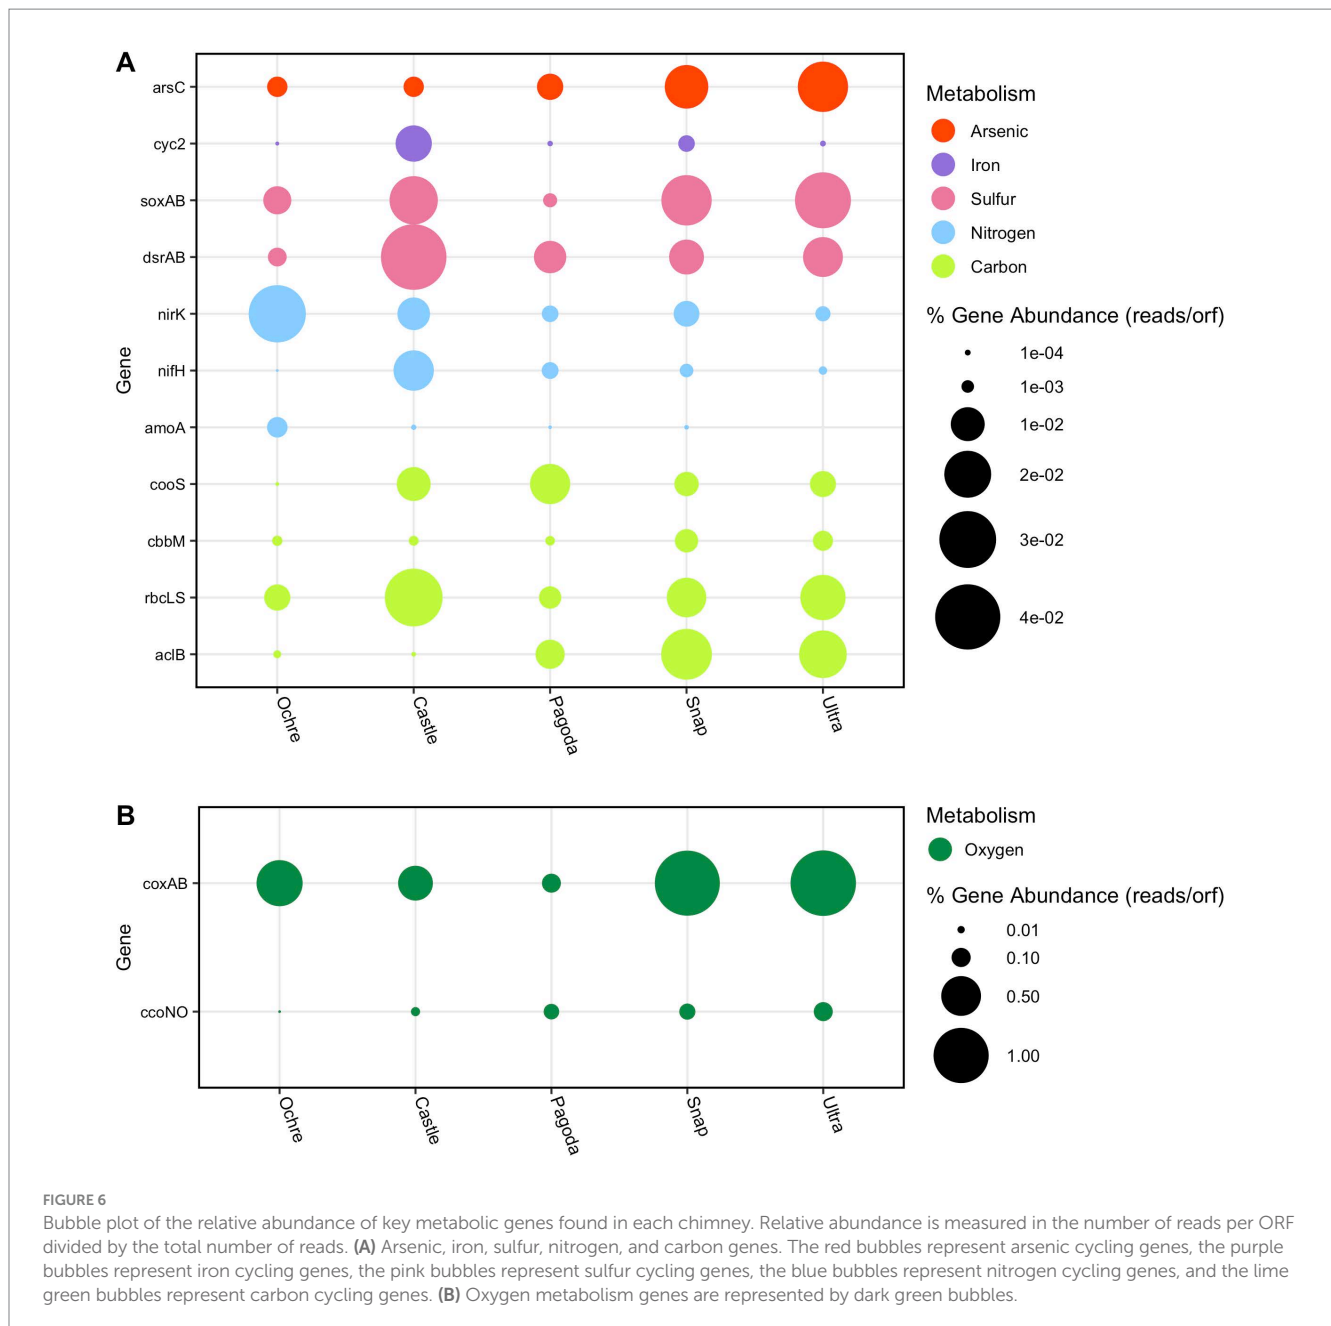 A
arsC
cyc2
soxAB
dsrAB
nirK
nifH
amoA
cooS
cbbM
rbcLS
aclB
Gene
Ochre
Castle
Pagoda
Snap
Ultra
Metabolism
Arsenic
Iron
Sulfur
Nitrogen
Carbon
% Gene Abundance (reads/orf)
1e-04
1e-03
1e-02
2e-02
3e-02
4e-02
B
coxAB
ccoNO
Gene
Ochre
Castle
Pagoda
Snap
Ultra
Metabolism
Oxygen
% Gene Abundance (reads/orf)
0.01
0.10
0.50
1.00
FIGURE 6
Bubble plot of the relative abundance of key metabolic genes found in each chimney. Relative abundance is measured in the number of reads per ORF
divided by the total number of reads. (A) Arsenic, iron, sulfur, nitrogen, and carbon genes. The red bubbles represent arsenic cycling genes, the purple
bubbles represent iron cycling genes, the pink bubbles represent sulfur cycling genes, the blue bubbles represent nitrogen cycling genes, and the lime
green bubbles represent carbon cycling genes. (B) Oxygen metabolism genes are represented by dark green bubbles.